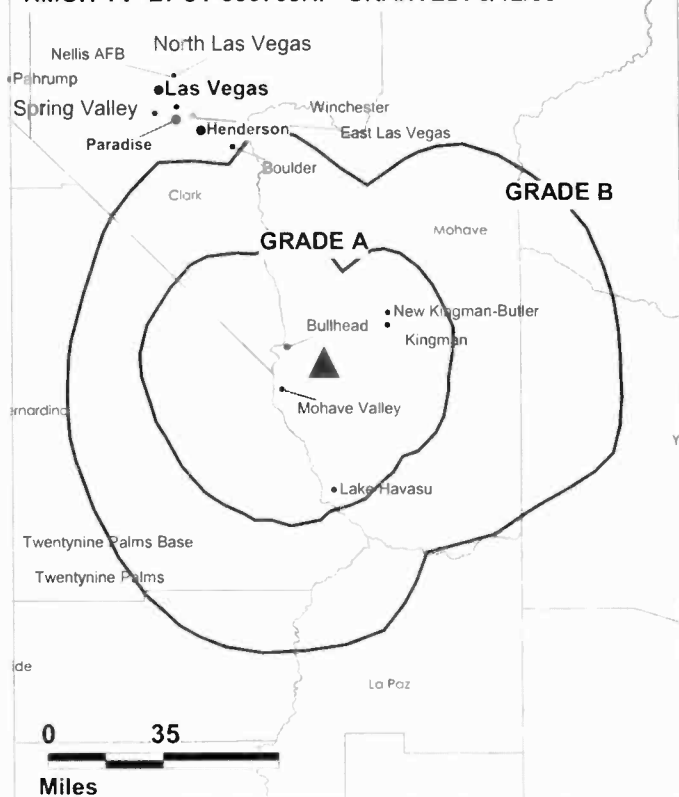 North Las Vegas
Nellis AFB
Pahrump
Las Vegas
Spring Valley
Winchester
Henderson
East Las Vegas
Paradise
Boulder
Clark
GRADE B
GRADE A
Mohave
New Kingman-Butler
Bullhead
Kingman
Mohave Valley
Lake Havasu
Twentynine Palms Base
Twentynine Palms
La Paz
0 35
Miles